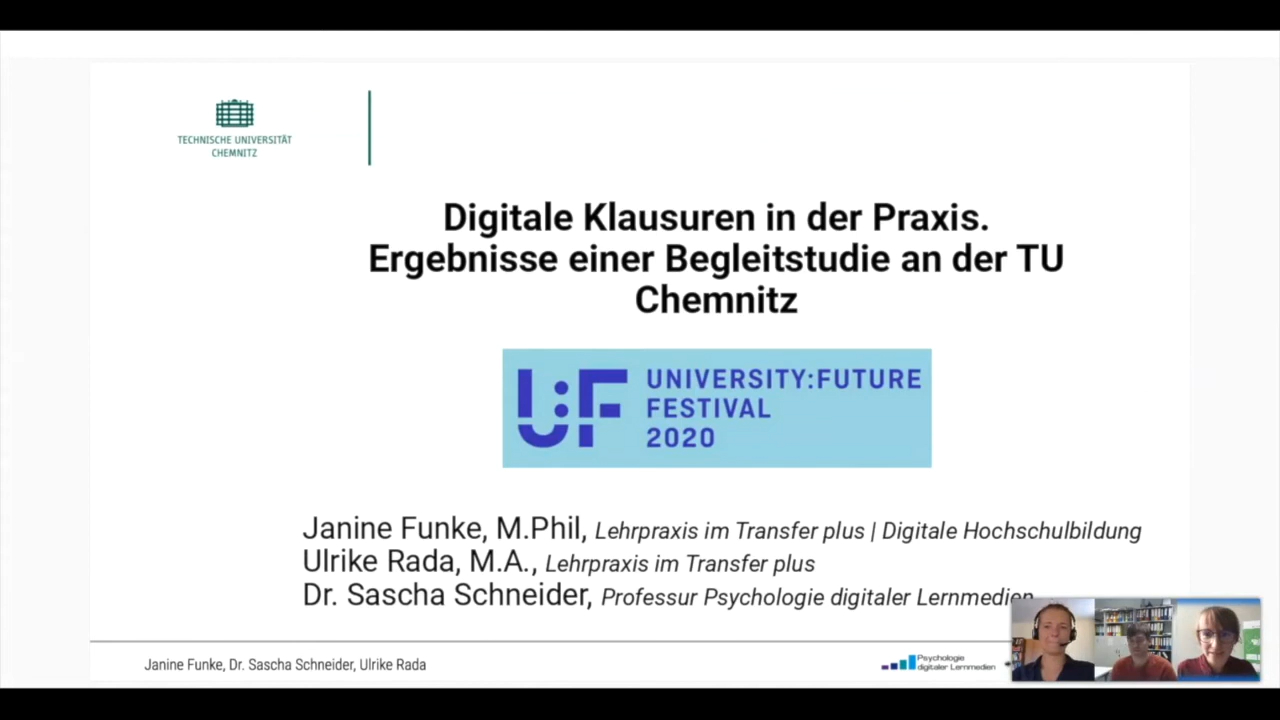 TECHNISCHE UNIVERSITÄT
CHEMNITZ
Digitale Klausuren in der Praxis.
Ergebnisse einer Begleitstudie an der TU
Chemnitz
U:F
UNIVERSITY:FUTURE
FESTIVAL
2020
Janine Funke, M.Phil, Lehrpraxis im Transfer plus | Digitale Hochschulbildung
Ulrike Rada, M.A., Lehrpraxis im Transfer plus
Dr. Sascha Schneider, Professur Psychologie digitaler Lernmedien
Janine Funke, Dr. Sascha Schneider, Ulrike Rada
Psychologie
digitaler Lernmedien